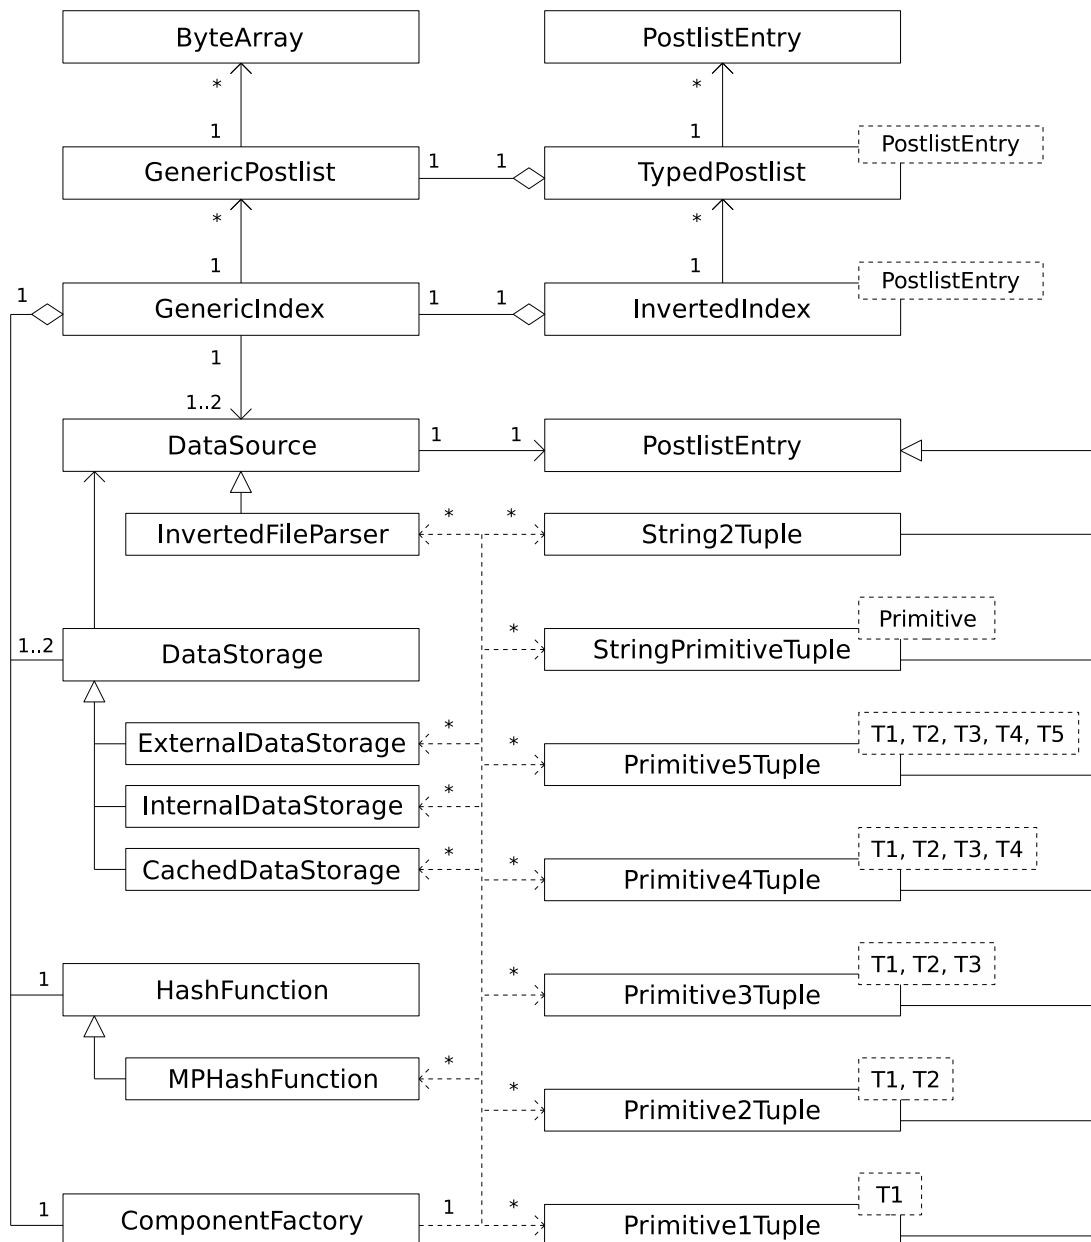 ByteArray
PostlistEntry
*
*
1
1
PostlistEntry
GenericPostlist
1
1
TypedPostlist
*
*
1
1
PostlistEntry
1
GenericIndex
1
1
InvertedIndex
1
1..2
DataSource
1
1
PostlistEntry
InvertedFileParser
*
*
String2Tuple
Primitive
1..2
DataStorage
*
StringPrimitiveTuple
T1, T2, T3, T4, T5
ExternalDataStorage
*
*
Primitive5Tuple
InternalDataStorage
*
T1, T2, T3, T4
CachedDataStorage
*
*
Primitive4Tuple
T1, T2, T3
1
HashFunction
*
Primitive3Tuple
MPHashFunction
*
T1, T2
*
Primitive2Tuple
T1
1
ComponentFactory
1
*
Primitive1Tuple